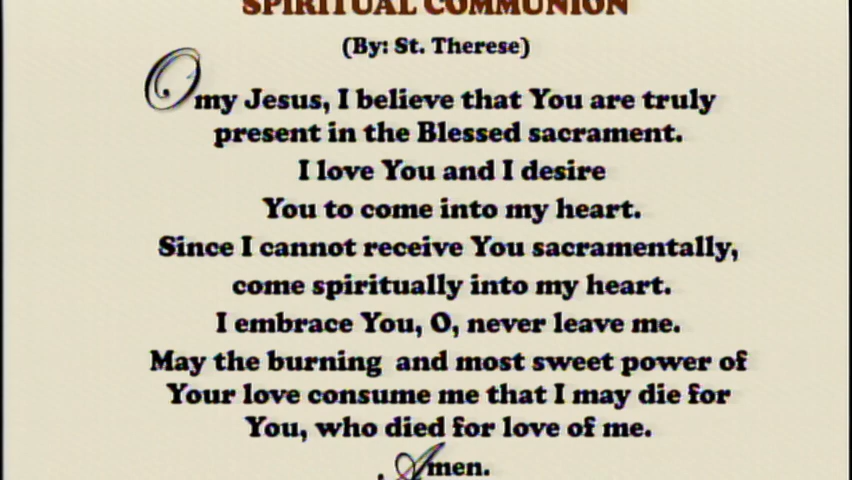 SPIRITUAL COMMUNION
(By: St. Therese)
O my Jesus, I believe that You are truly
present in the Blessed sacrament.
I love You and I desire
You to come into my heart.
Since I cannot receive You sacramentally,
come spiritually into my heart.
I embrace You, O, never leave me.
May the burning and most sweet power of
Your love consume me that I may die for
You, who died for love of me.
. Amen.